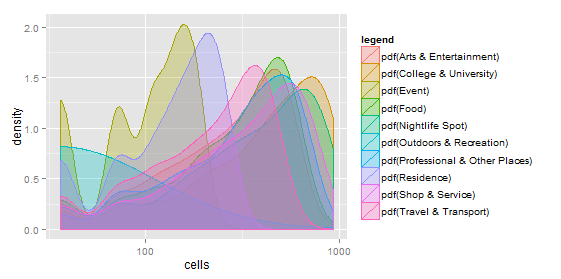 density
2.0
1.5
1.0
0.5
0.0
100
1000
cells
legend
pdf(Arts & Entertainment)
pdf(College & University)
pdf(Event)
pdf(Food)
pdf(Nightlife Spot)
pdf(Outdoors & Recreation)
pdf(Professional & Other Places)
pdf(Residence)
pdf(Shop & Service)
pdf(Travel & Transport)